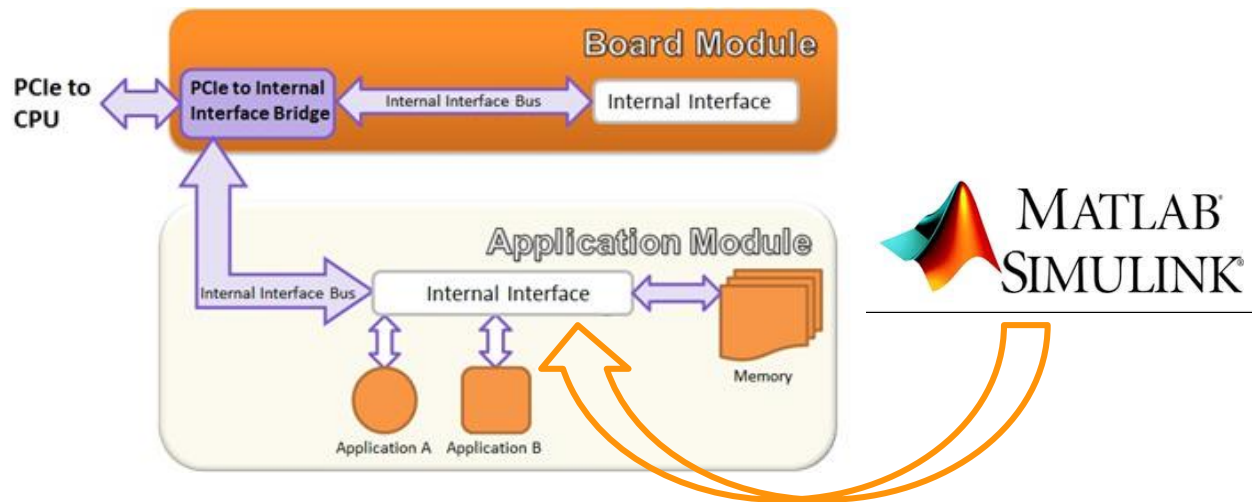 Board Module
PCIe to
CPU
PCIe to Internal
Interface Bridge
Internal Interface Bus
Internal Interface
Application Module
Internal Interface Bus
Internal Interface
Memory
Application A
Application B
MATLAB®
SIMULINK®